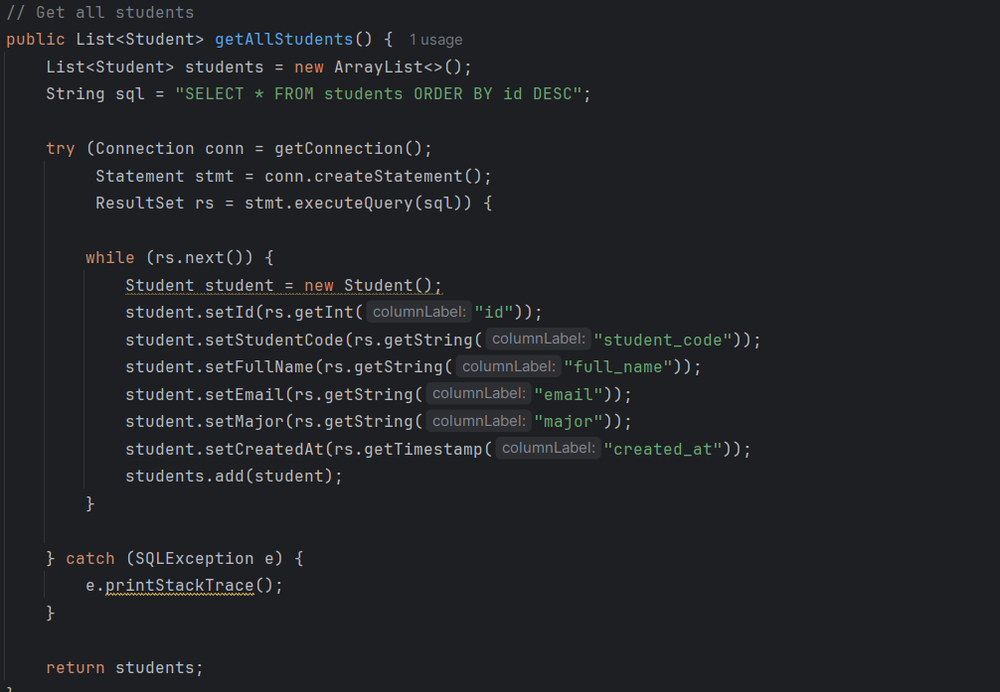 // Get all students
public List<Student> getAllStudents() { 1 usage
    List<Student> students = new ArrayList<>();
    String sql = "SELECT * FROM students ORDER BY id DESC";

    try (Connection conn = getConnection();
         Statement stmt = conn.createStatement();
         ResultSet rs = stmt.executeQuery(sql)) {

        while (rs.next()) {
            Student student = new Student();
            student.setId(rs.getInt( columnLabel: "id"));
            student.setStudentCode(rs.getString( columnLabel: "student_code"));
            student.setFullName(rs.getString( columnLabel: "full_name"));
            student.setEmail(rs.getString( columnLabel: "email"));
            student.setMajor(rs.getString( columnLabel: "major"));
            student.setCreatedAt(rs.getTimestamp( columnLabel: "created_at"));
            students.add(student);
        }

    } catch (SQLException e) {
        e.printStackTrace();
    }

    return students;